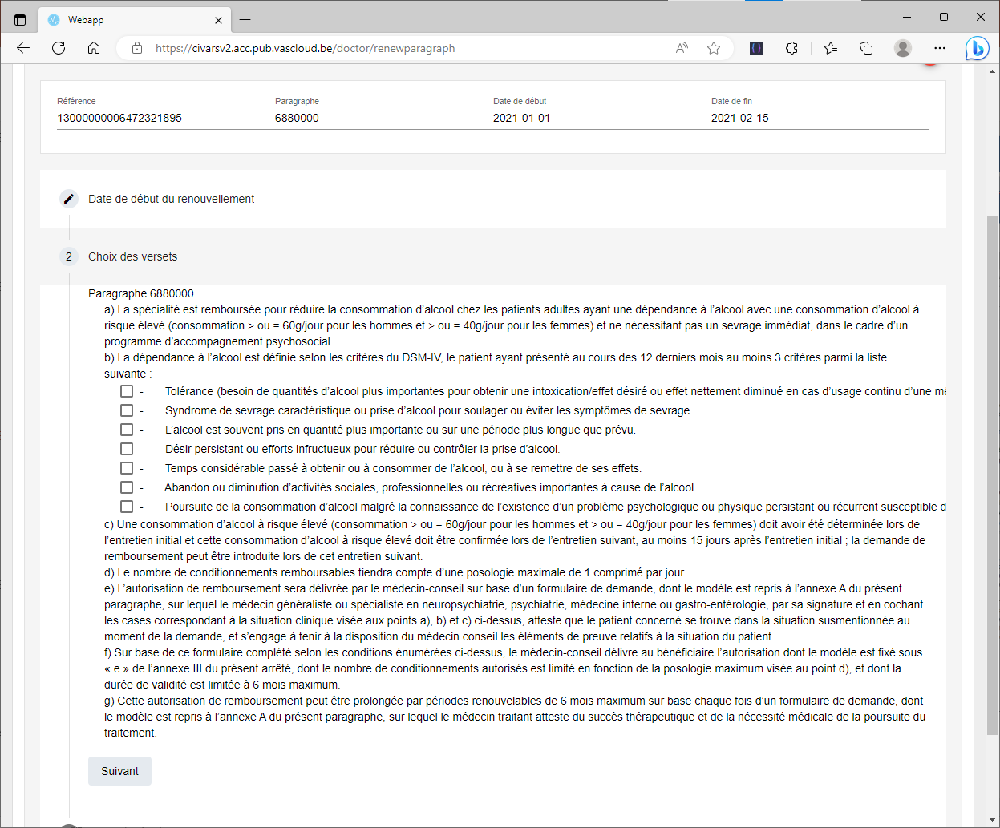 Webapp
https://civarsv2.acc.pub.vascloud.be/doctor/renewparagraph
Référence Paragraphe Date de début Date de fin
13000000006472321895 6880000 2021-01-01 2021-02-15
Date de début du renouvellement
2 Choix des versets
Paragraphe 6880000
a) La spécialité est remboursée pour réduire la consommation d’alcool chez les patients adultes ayant une dépendance à l’alcool avec une consommation d’alcool à
risque élevé (consommation > ou = 60g/jour pour les hommes et > ou = 40g/jour pour les femmes) et ne nécessitant pas un sevrage immédiat, dans le cadre d’un
programme d’accompagnement psychosocial.
b) La dépendance à l’alcool est définie selon les critères du DSM-IV, le patient ayant présenté au cours des 12 derniers mois au moins 3 critères parmi la liste
suivante :
- Tolérance (besoin de quantités d’alcool plus importantes pour obtenir une intoxication/effet désiré ou effet nettement diminué en cas d’usage continu d’une
- Syndrome de sevrage caractéristique ou prise d’alcool pour soulager ou éviter les symptômes de sevrage.
- L’alcool est souvent pris en quantité plus importante ou sur une période plus longue que prévu.
- Désir persistant ou efforts infructueux pour réduire ou contrôler la prise d’alcool.
- Temps considérable passé à obtenir ou à consommer de l’alcool, ou à se remettre de ses effets.
- Abandon ou diminution d’activités sociales, professionnelles ou récréatives importantes à cause de l’alcool.
- Poursuite de la consommation d’alcool malgré la connaissance de l’existence d’un problème psychologique ou physique persistant ou récurrent susceptible d
c) Une consommation d’alcool à risque élevé (consommation > ou = 60g/jour pour les hommes et > ou = 40g/jour pour les femmes) doit avoir été déterminée lors de
l’entretien initial et cette consommation d’alcool à risque élevé doit être confirmée lors de l’entretien suivant, au moins 15 jours après l’entretien initial ; la demande de
remboursement peut être introduite lors de cet entretien suivant.
d) Le nombre de conditionnements remboursables tiendra compte d’une posologie maximale de 1 comprimé par jour.
e) L’autorisation de remboursement sera délivrée par le médecin-conseil sur base d’un formulaire de demande, dont le modèle est repris à l’annexe A du présent
paragraphe, sur lequel le médecin généraliste ou spécialiste en neuropsychiatrie, psychiatrie, médecine interne ou gastro-entérologie, par sa signature et en cochant
les cases correspondant à la situation clinique visée aux points a), b) et c) ci-dessus, atteste que le patient concerné se trouve dans la situation susmentionnée au
moment de la demande, et s’engage à tenir à la disposition du médecin conseil les éléments de preuve relatifs à la situation du patient.
f) Sur base de ce formulaire complété selon les conditions énumérées ci-dessus, le médecin-conseil délivre au bénéficiaire l’autorisation dont le modèle est fixé sous
« e » de l’annexe III du présent arrêté, dont le nombre de conditionnements autorisés est limité en fonction de la posologie maximum visée au point d), et dont la
durée de validité est limitée à 6 mois maximum.
g) Cette autorisation de remboursement peut être prolongée par périodes renouvelables de 6 mois maximum sur base chaque fois d’un formulaire de demande, dont
le modèle est repris à l’annexe A du présent paragraphe, sur lequel le médecin traitant atteste du succès thérapeutique et de la nécessité médicale de la poursuite du
traitement.
Suivant